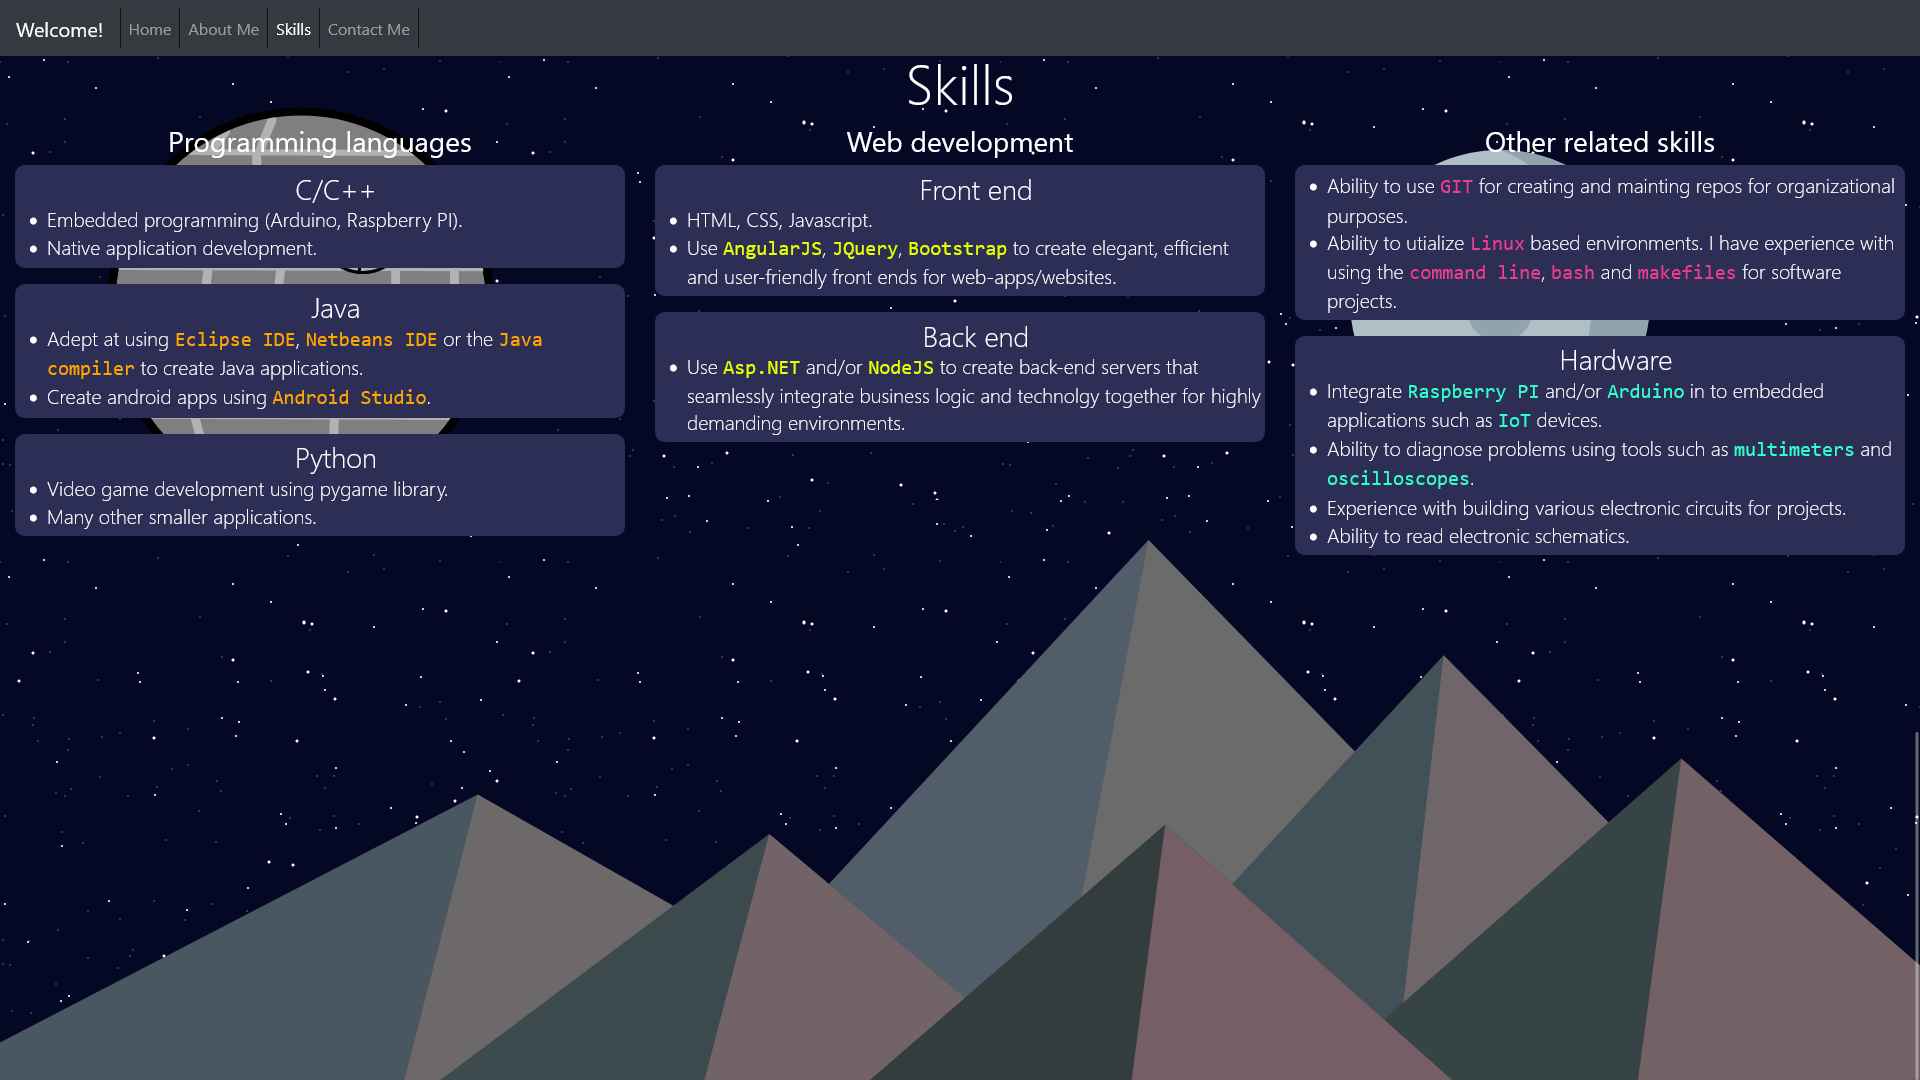 Welcome! Home About Me Skills Contact Me
Skills
Programming languages
C/C++
Embedded programming (Arduino, Raspberry PI).
Native application development.
Java
Adept at using Eclipse IDE, Netbeans IDE or the Java
compiler to create Java applications.
Create android apps using Android Studio.
Python
Video game development using pygame library.
Many other smaller applications.
Web development
Front end
HTML, CSS, Javascript.
Use AngularJS, JQuery, Bootstrap to create elegant, efficient
and user-friendly front ends for web-apps/websites.
Back end
Use Asp.NET and/or NodeJS to create back-end servers that
seamlessly integrate business logic and technolgy together for highly
demanding environments.
Other related skills
Ability to use GIT for creating and mainting repos for organizational
purposes.
Ability to utialize Linux based environments. I have experience with
using the command line, bash and makefiles for software
projects.
Hardware
Integrate Raspberry PI and/or Arduino in to embedded
applications such as IoT devices.
Ability to diagnose problems using tools such as multimeters and
oscilloscopes.
Experience with building various electronic circuits for projects.
Ability to read electronic schematics.